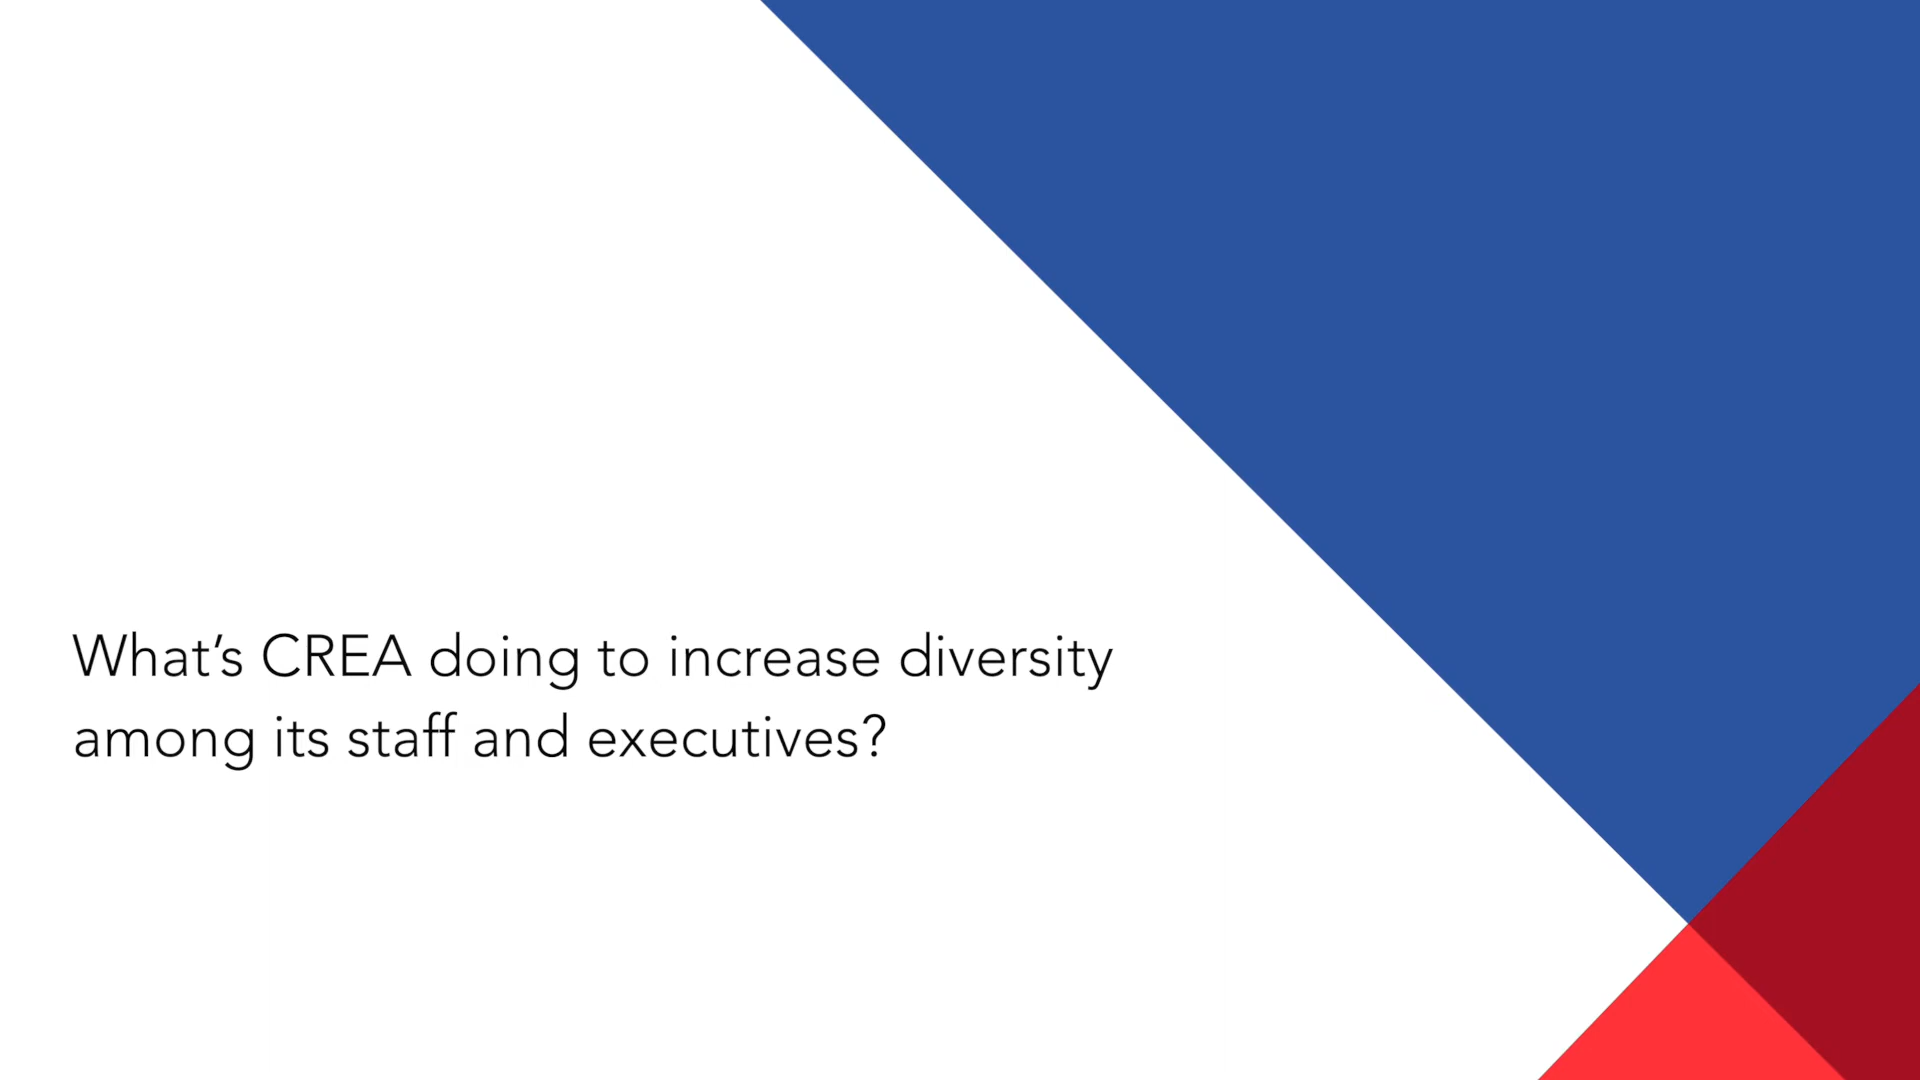 What’s CREA doing to increase diversity
among its staff and executives?